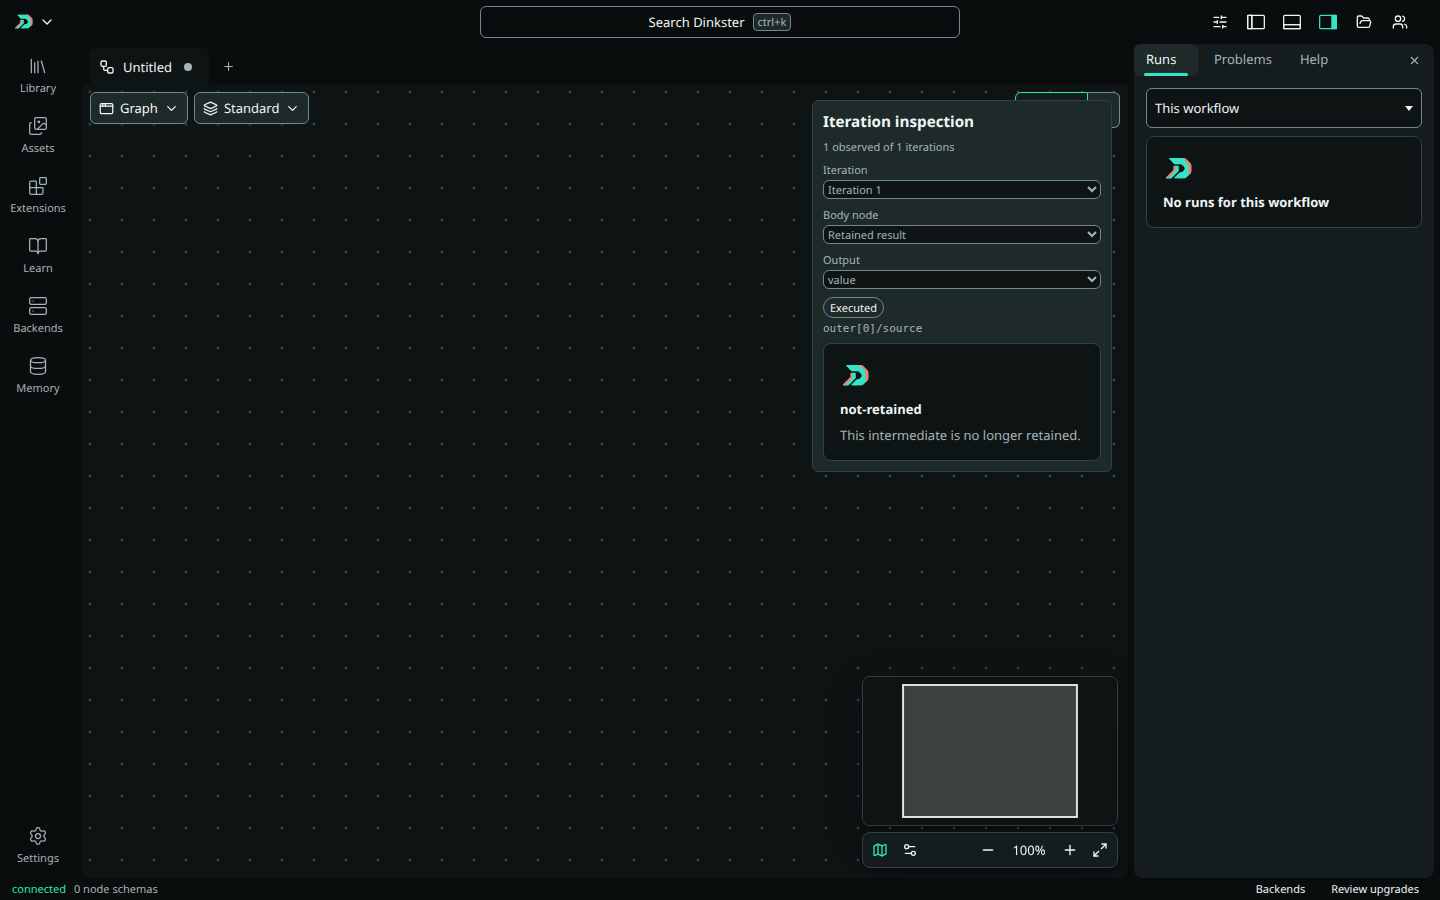 Search Dinkster ctrl+k
Library
Assets
Extensions
Learn
Backends
Memory
Settings
Untitled
Graph
Standard
Iteration inspection
1 observed of 1 iterations
Iteration
Iteration 1
Body node
Retained result
Output
value
Executed
outer[0]/source
not-retained
This intermediate is no longer retained.
100%
Runs Problems Help
This workflow
No runs for this workflow
connected 0 node schemas
Backends Review upgrades